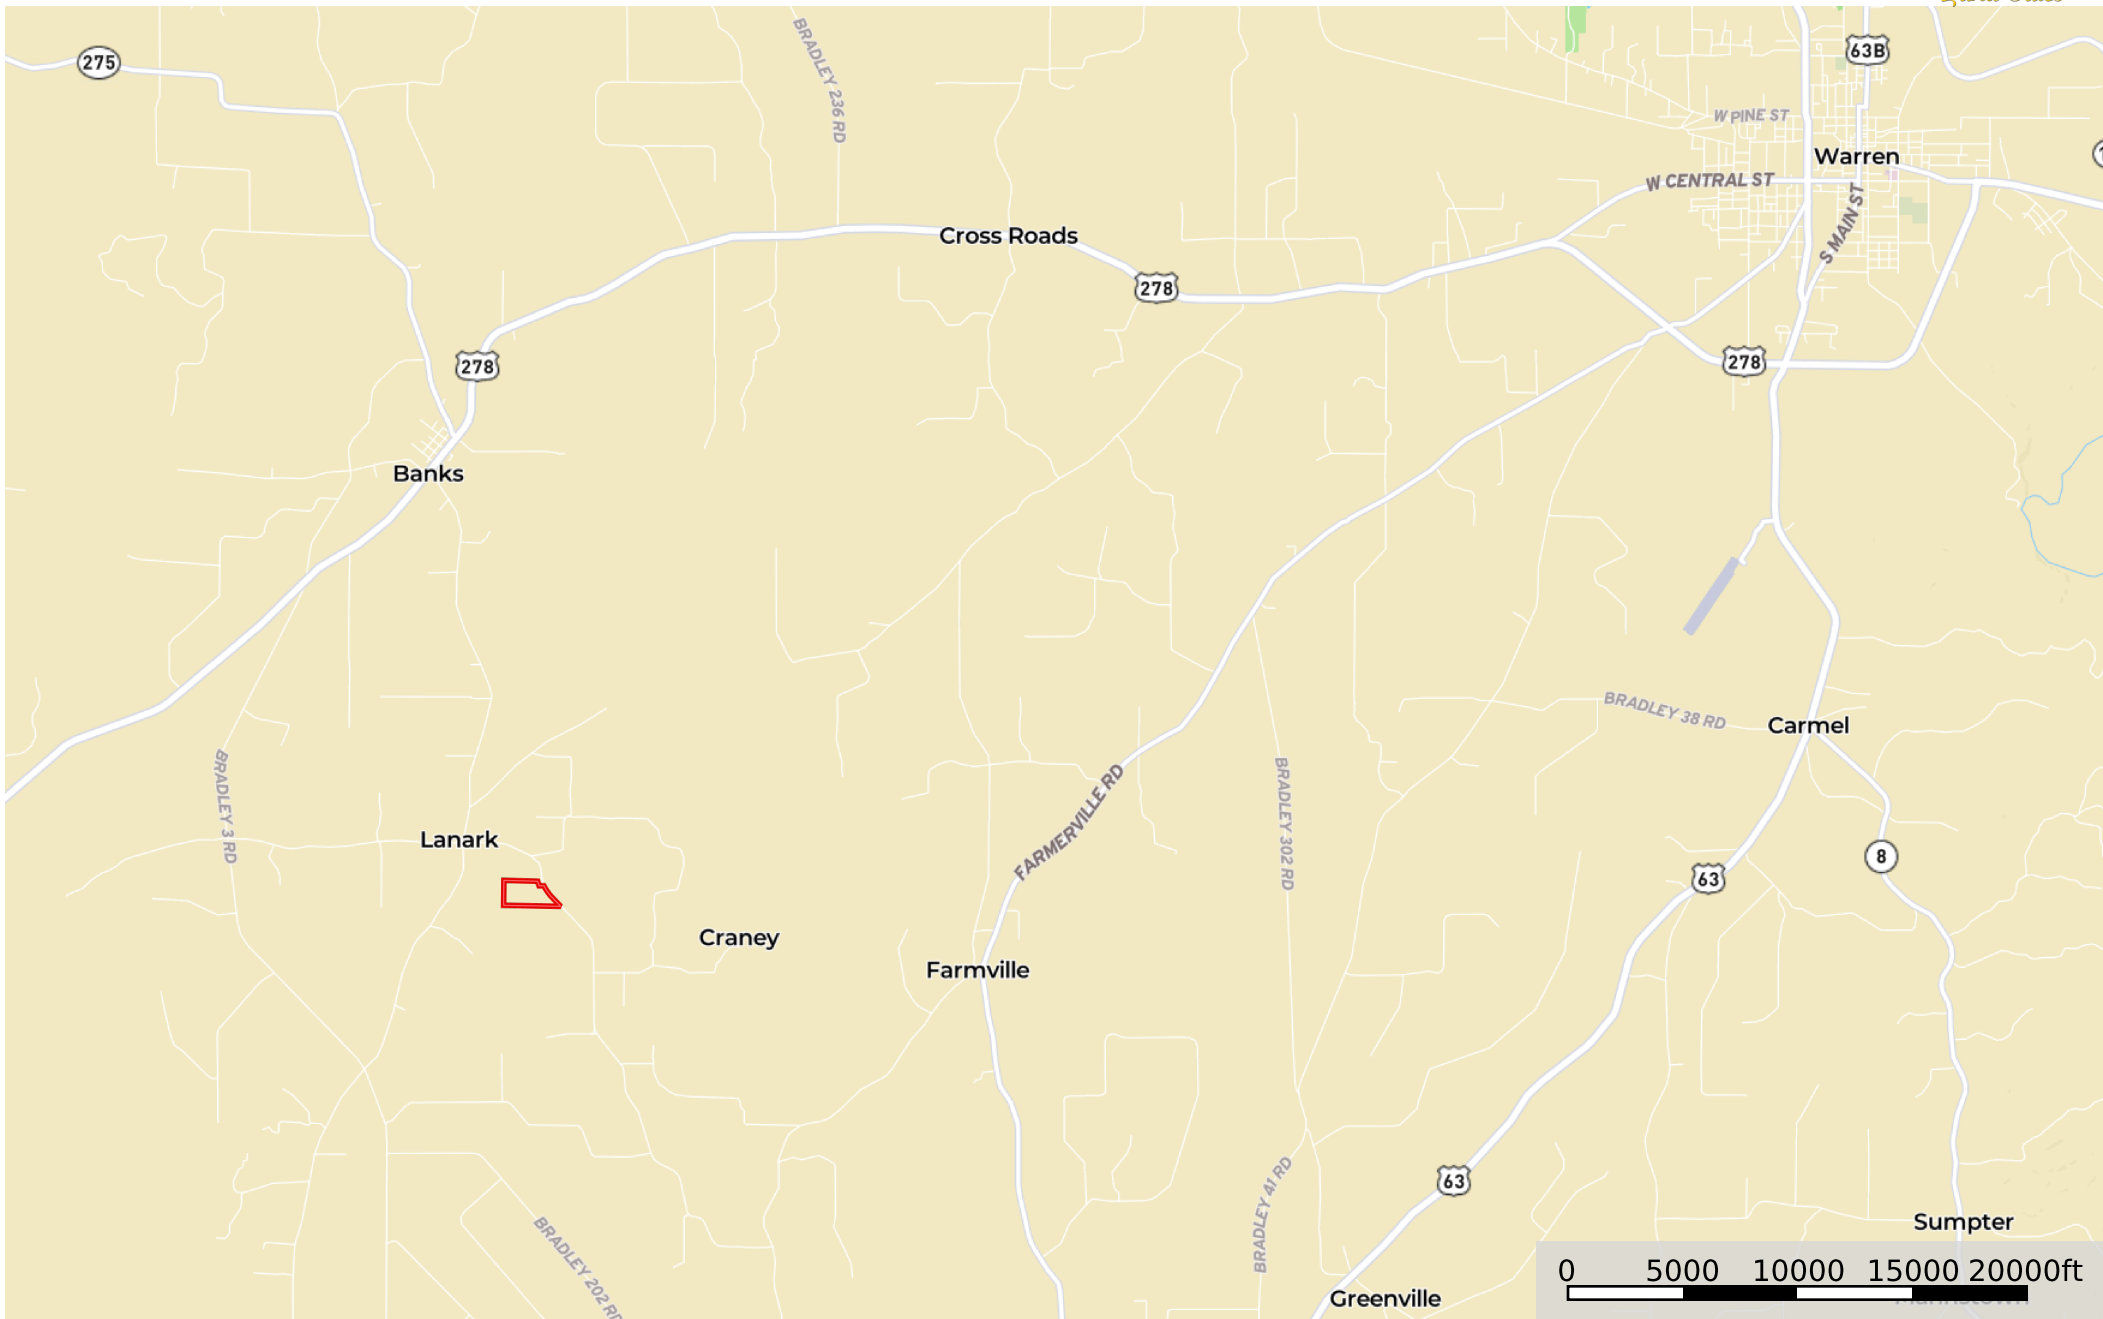 275
BRADLEY 236 RD
63B
W PINE ST
Warren
W CENTRAL ST
S MAIN ST
Cross Roads
278
278
278
Banks
BRADLEY 38 RD
Carmel
BRADLEY 3 RD
BRADLEY 302 RD
FARMERVILLE RD
Lanark
8
63
Craney
Farmville
63
BRADLEY 41 RD
BRADLEY 202 RD
Sumpter
0 5000 10000 15000 20000ft
Greenville